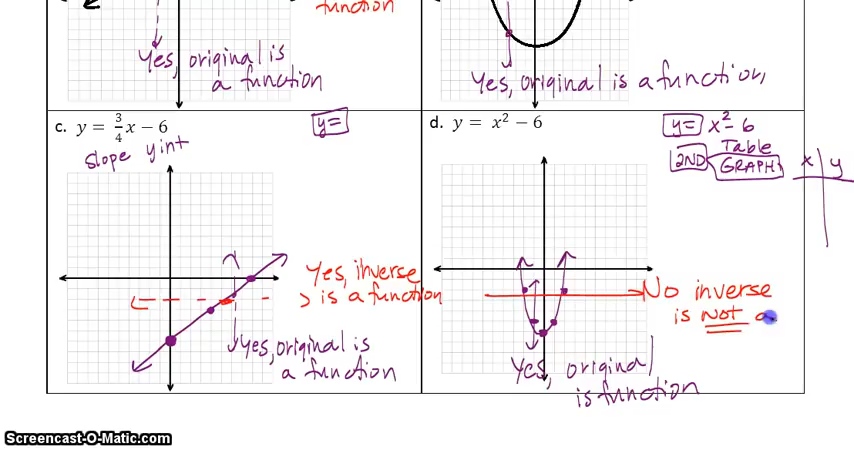 function
Yes, original is
a function
Yes, original is a function,
c. y = 3/4 x − 6
y=
slope y int
Yes, inverse
is a function
Yes, original is
a function
d. y = x² − 6
y= x² - 6
2ND Table
GRAPH
x y
No inverse
is NOT a
Yes, original
is function
Screencast-O-Matic.com